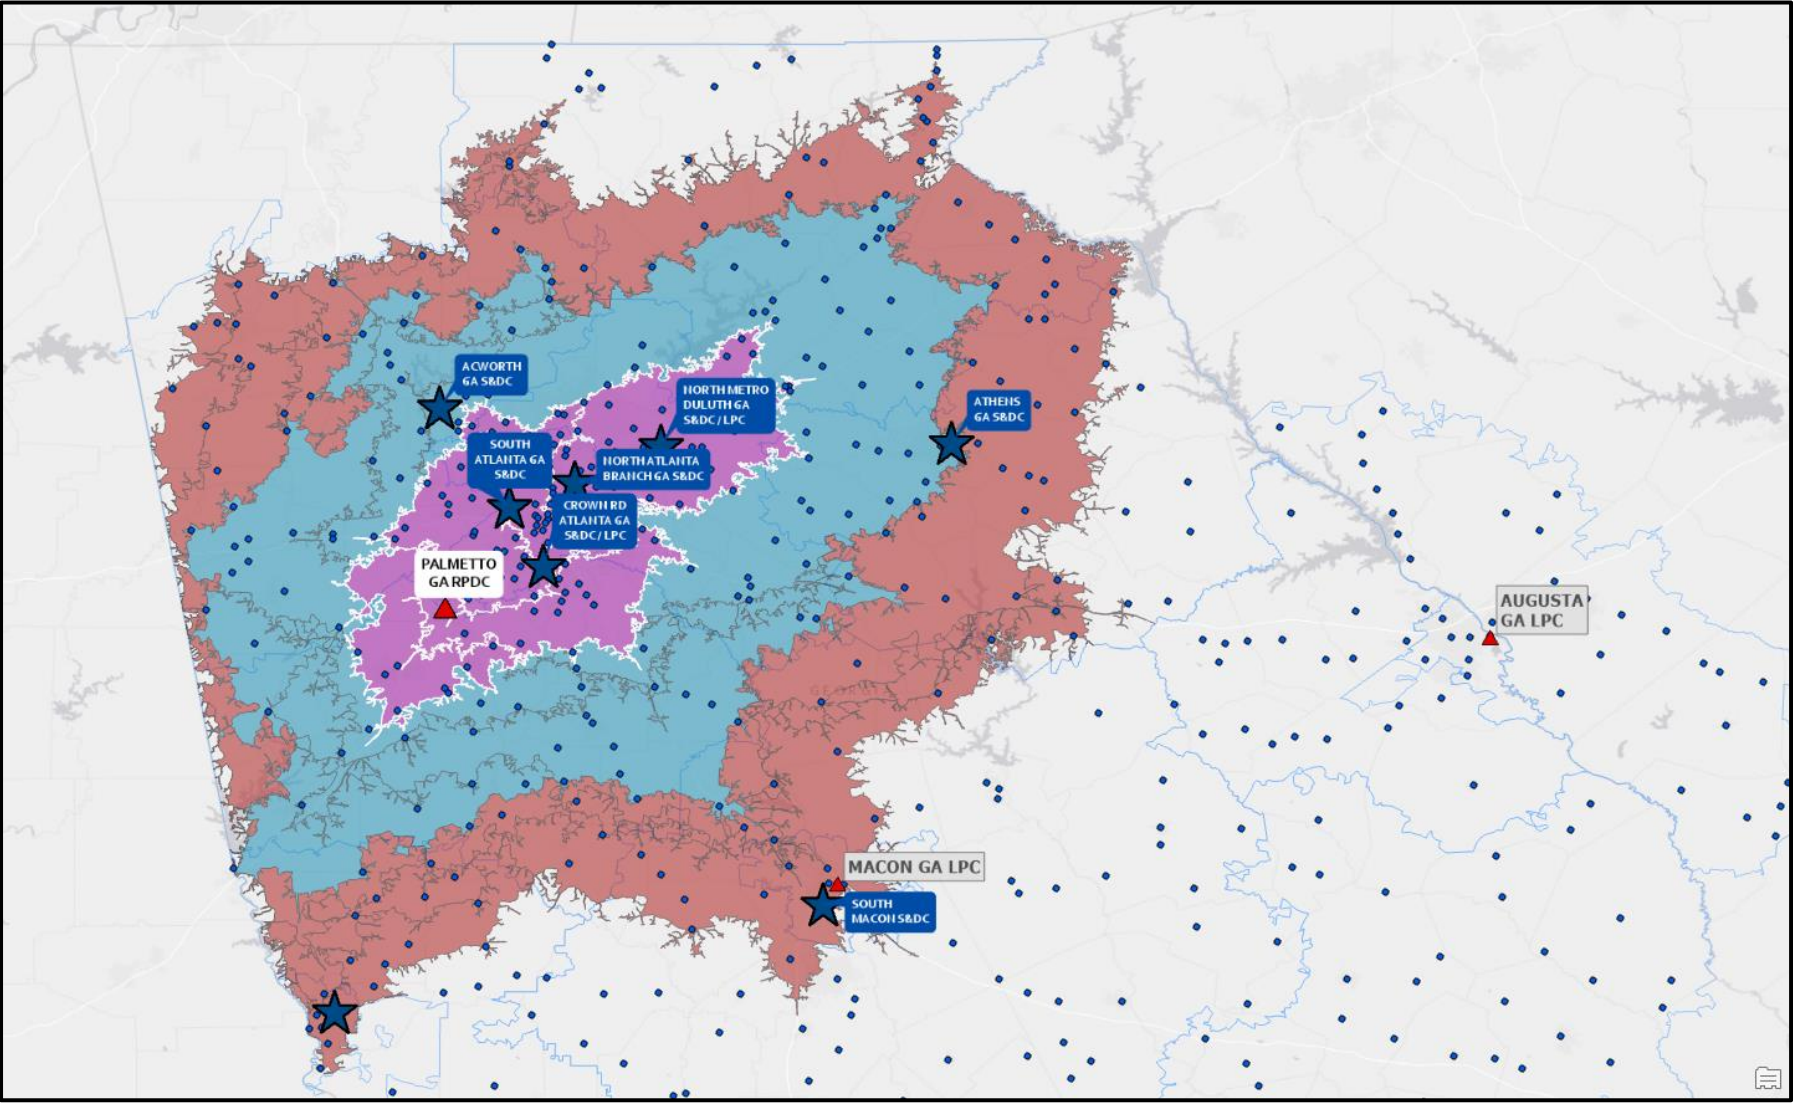 ACWORTH
GA S&DC
NORTH METRO
DULUTH GA
S&DC / LPC
ATHENS
GA S&DC
SOUTH
ATLANTA GA
S&DC
NORTH ATLANTA
BRANCH GA S&DC
CROWN RD
ATLANTA GA
S&DC / LPC
PALMETTO
GA RPDC
AUGUSTA
GA LPC
GEORGIA
MACON GA LPC
SOUTH
MACON S&DC